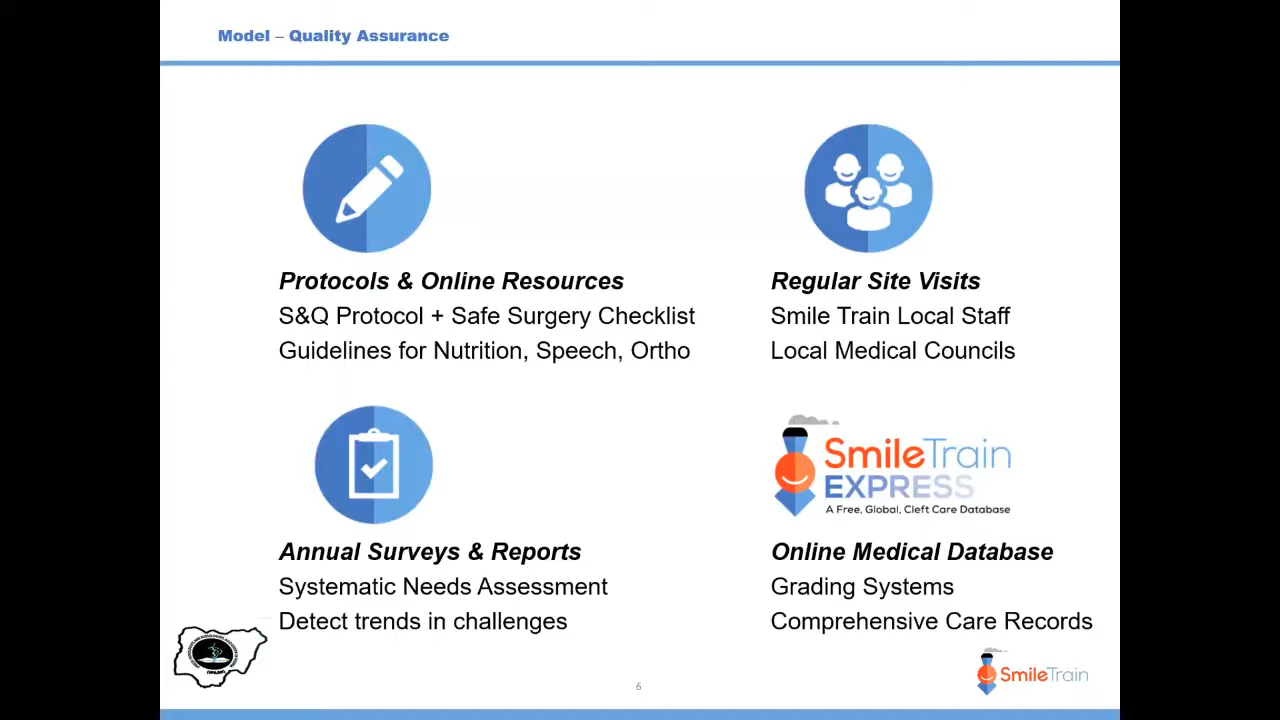 Model – Quality Assurance
Protocols & Online Resources
S&Q Protocol + Safe Surgery Checklist
Guidelines for Nutrition, Speech, Ortho
Regular Site Visits
Smile Train Local Staff
Local Medical Councils
Annual Surveys & Reports
Systematic Needs Assessment
Detect trends in challenges
SmileTrain
EXPRESS
A Free, Global, Cleft Care Database
Online Medical Database
Grading Systems
Comprehensive Care Records
6
SmileTrain